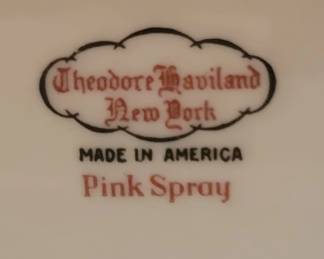 Theodore Haviland
New York
MADE IN AMERICA
Pink Spray